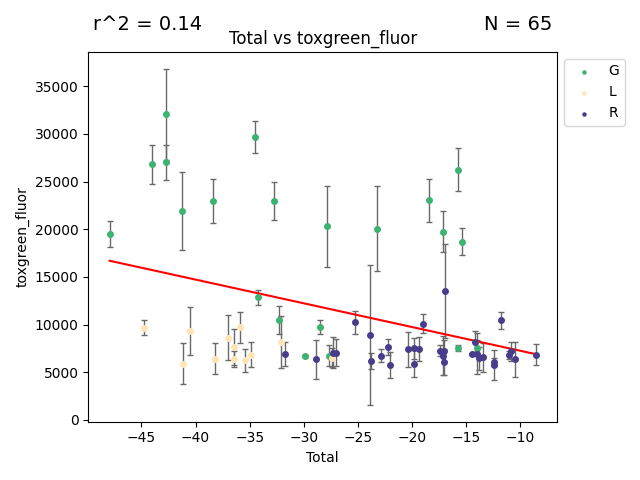 r^2 = 0.14
N = 65
Total vs toxgreen_fluor
G
L
R
35000
30000
25000
20000
15000
10000
5000
0
toxgreen_fluor
−45
−40
−35
−30
−25
−20
−15
−10
Total